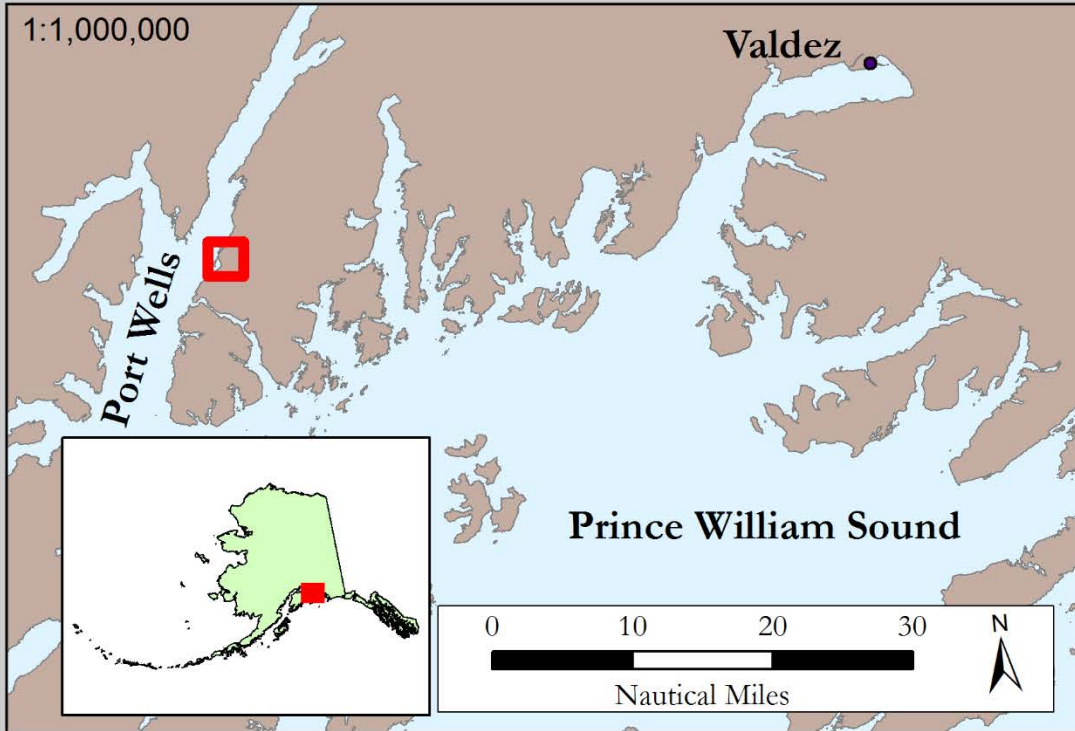 1:1,000,000
Valdez
Port Wells
Prince William Sound
0 10 20 30
Nautical Miles
N